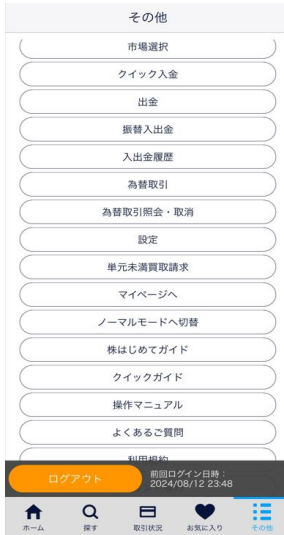 その他
市場選択
クイック入金
出金
振替入出金
入出金履歴
為替取引
為替取引照会・取消
設定
単元未満買取請求
マイページへ
ノーマルモードへ切替
株はじめてガイド
クイックガイド
操作マニュアル
よくあるご質問
利用規約
ログアウト
前回ログイン日時：
2024/08/12 23:48
ホーム
探す
取引状況
お気に入り
その他